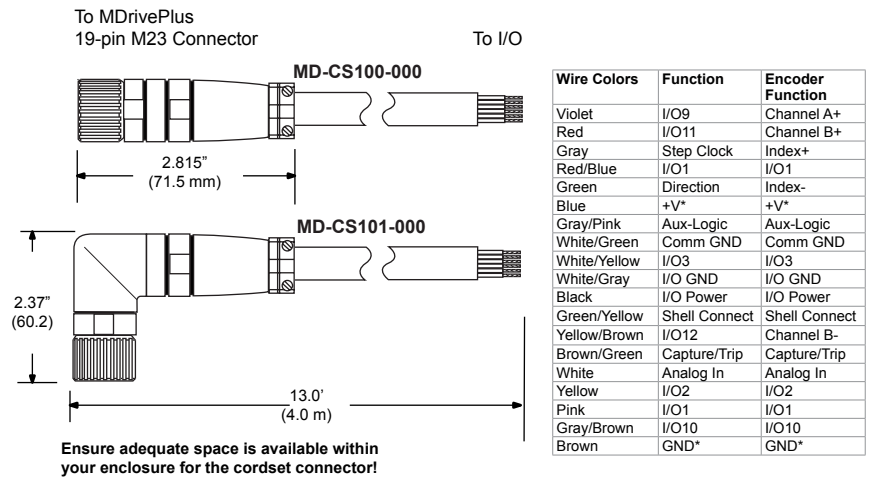 To MDrivePlus
19-pin M23 Connector
To I/O
MD-CS100-000
2.815”
(71.5 mm)
MD-CS101-000
2.37”
(60.2)
13.0’
(4.0 m)
Ensure adequate space is available within
your enclosure for the cordset connector!
Wire Colors Function Encoder
Function
Violet I/O9 Channel A+
Red I/O11 Channel B+
Gray Step Clock Index+
Red/Blue I/O1 I/O1
Green Direction Index-
Blue +V* +V*
Gray/Pink Aux-Logic Aux-Logic
White/Green Comm GND Comm GND
White/Yellow I/O3 I/O3
White/Gray I/O GND I/O GND
Black I/O Power I/O Power
Green/Yellow Shell Connect Shell Connect
Yellow/Brown I/O12 Channel B-
Brown/Green Capture/Trip Capture/Trip
White Analog In Analog In
Yellow I/O2 I/O2
Pink I/O1 I/O1
Gray/Brown I/O10 I/O10
Brown GND* GND*